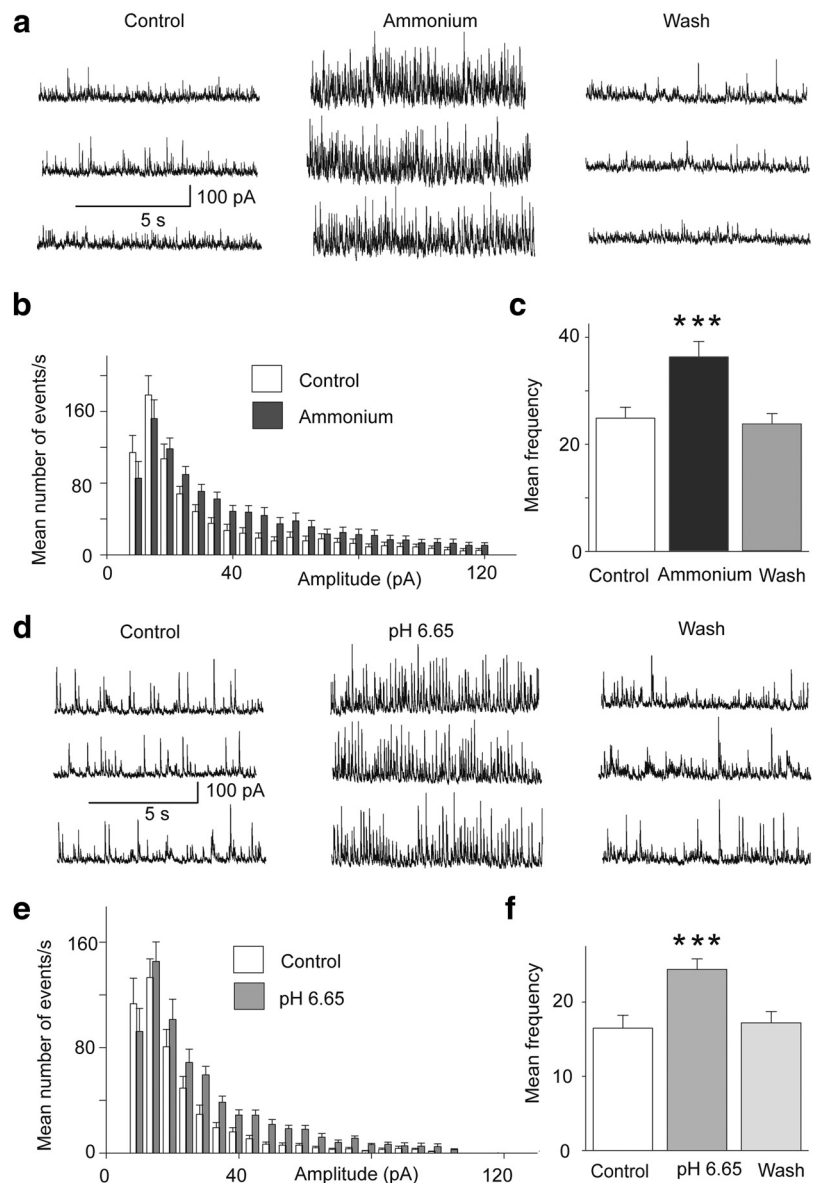 a
Control
Ammonium
Wash
100 pA
5 s
b
Mean number of events/s
160
80
0
Control
Ammonium
0
40
Amplitude (pA)
120
c
Mean frequency
40
20
0
***
Control
Ammonium
Wash
d
Control
pH 6.65
Wash
100 pA
5 s
e
Mean number of events/s
160
80
0
Control
pH 6.65
0
40
Amplitude (pA)
120
f
Mean frequency
20
10
0
***
Control
pH 6.65
Wash